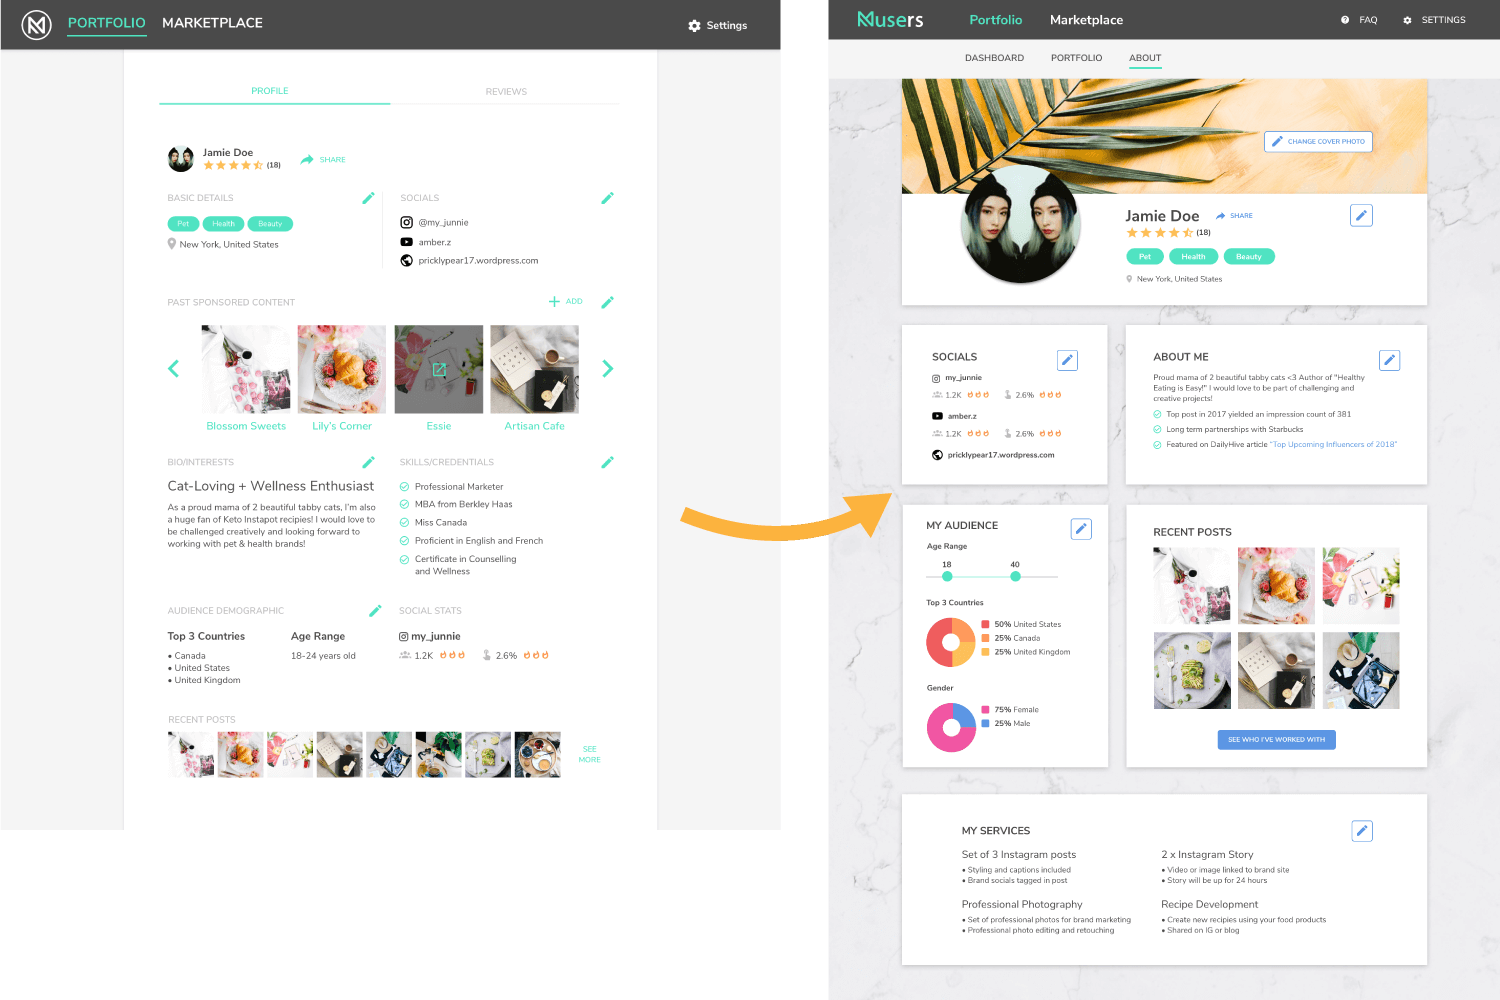 PORTFOLIO MARKETPLACE
Settings
PROFILE
REVIEWS
Jamie Doe
(18)
SHARE
BASIC DETAILS
Pet Health Beauty
New York, United States
SOCIALS
@my_junnie
amber.z
pricklypear17.wordpress.com
PAST SPONSORED CONTENT
ADD
Blossom Sweets
Lily's Corner
Essie
Artisan Cafe
BIO/INTERESTS
Cat-Loving + Wellness Enthusiast
As a proud mama of 2 beautiful tabby cats, I'm also
a huge fan of Keto Instapot recipies! I would love to
be challenged creatively and looking forward to
working with pet & health brands!
SKILLS/CREDENTIALS
Professional Marketer
MBA from Berkley Haas
Miss Canada
Proficient in English and French
Certificate in Counselling
and Wellness
AUDIENCE DEMOGRAPHIC
Top 3 Countries
• Canada
• United States
• United Kingdom
Age Range
18-24 years old
SOCIAL STATS
my_junnie
1.2K 2.6%
RECENT POSTS
SEE
MORE
Musers
Portfolio
Marketplace
FAQ
SETTINGS
DASHBOARD
PORTFOLIO
ABOUT
CHANGE COVER PHOTO
Jamie Doe
SHARE
(18)
Pet Health Beauty
New York, United States
SOCIALS
my_junnie
1.2K 2.6%
amber.z
1.2K 2.6%
pricklypear17.wordpress.com
ABOUT ME
Proud mama of 2 beautiful tabby cats <3 Author of "Healthy
Eating is Easy!" I would love to be part of challenging and
creative projects!
Top post in 2017 yielded an impression count of 381
Long term partnerships with Starbucks
Featured on DailyHive article "Top Upcoming Influencers of 2018"
MY AUDIENCE
Age Range
18 40
Top 3 Countries
50% United States
25% Canada
25% United Kingdom
Gender
75% Female
25% Male
RECENT POSTS
SEE WHO I'VE WORKED WITH
MY SERVICES
Set of 3 Instagram posts
• Styling and captions included
• Brand socials tagged in post
2 x Instagram Story
• Video or image linked to brand site
• Story will be up for 24 hours
Professional Photography
• Set of professional photos for brand marketing
• Professional photo editing and retouching
Recipe Development
• Create new recipies using your food products
• Shared on IG or blog